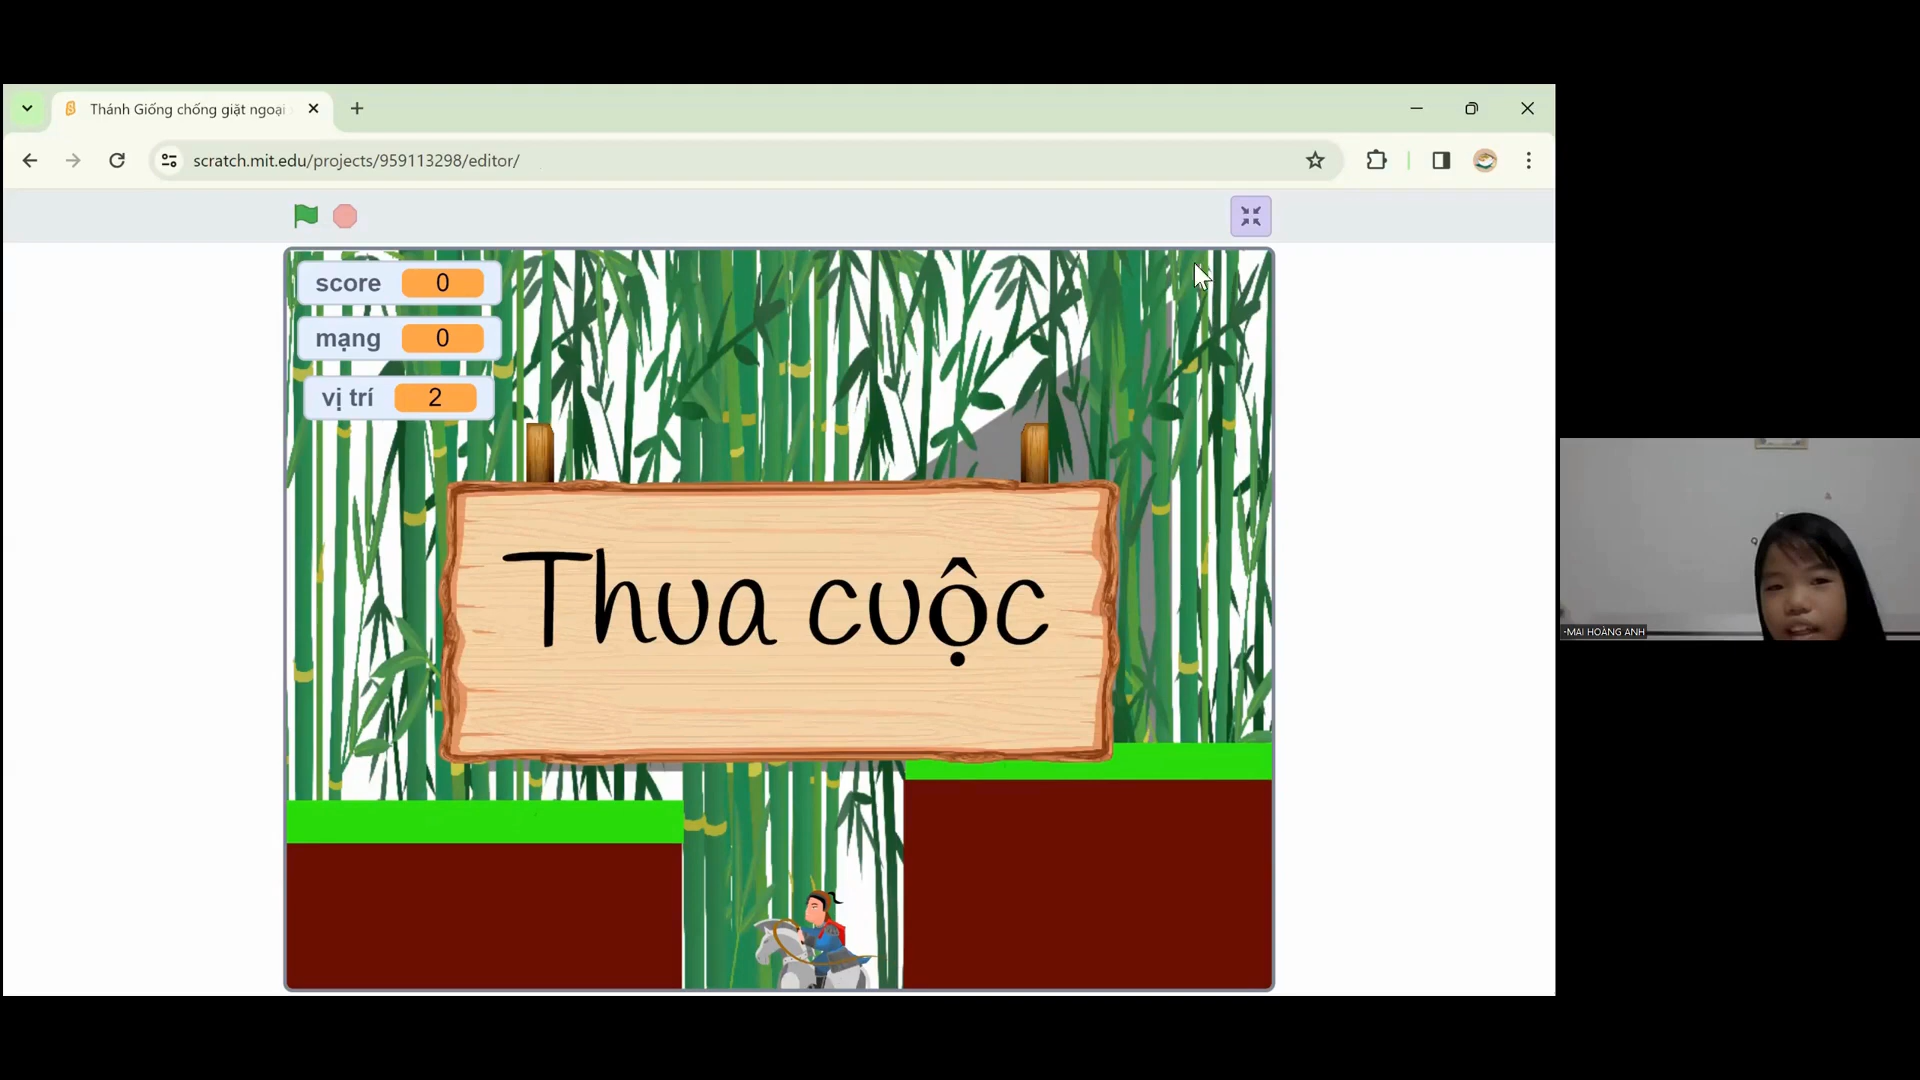 Thánh Giống chống giặt ngoại
scratch.mit.edu/projects/959113298/editor/
score 0
mạng 0
vị trí 2
Thua cuộc
-MAI HOÀNG ANH